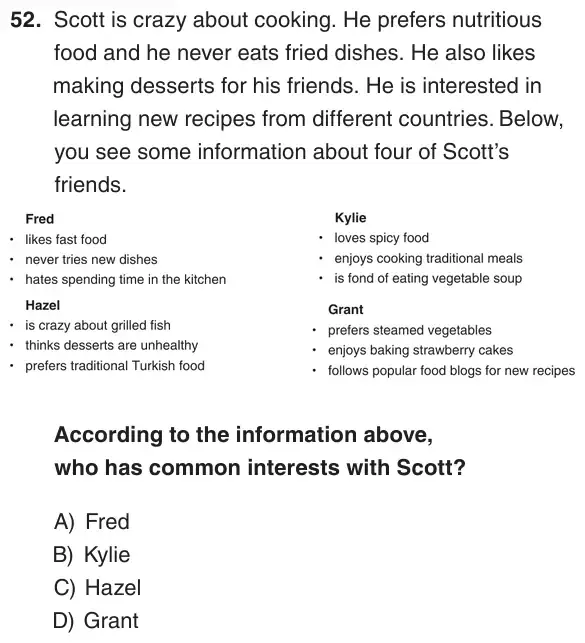 52. Scott is crazy about cooking. He prefers nutritious
food and he never eats fried dishes. He also likes
making desserts for his friends. He is interested in
learning new recipes from different countries. Below,
you see some information about four of Scott's
friends.
Fred
• likes fast food
• never tries new dishes
• hates spending time in the kitchen
Kylie
• loves spicy food
• enjoys cooking traditional meals
• is fond of eating vegetable soup
Hazel
• is crazy about grilled fish
• thinks desserts are unhealthy
• prefers traditional Turkish food
Grant
• prefers steamed vegetables
• enjoys baking strawberry cakes
• follows popular food blogs for new recipes
According to the information above,
who has common interests with Scott?
A) Fred
B) Kylie
C) Hazel
D) Grant